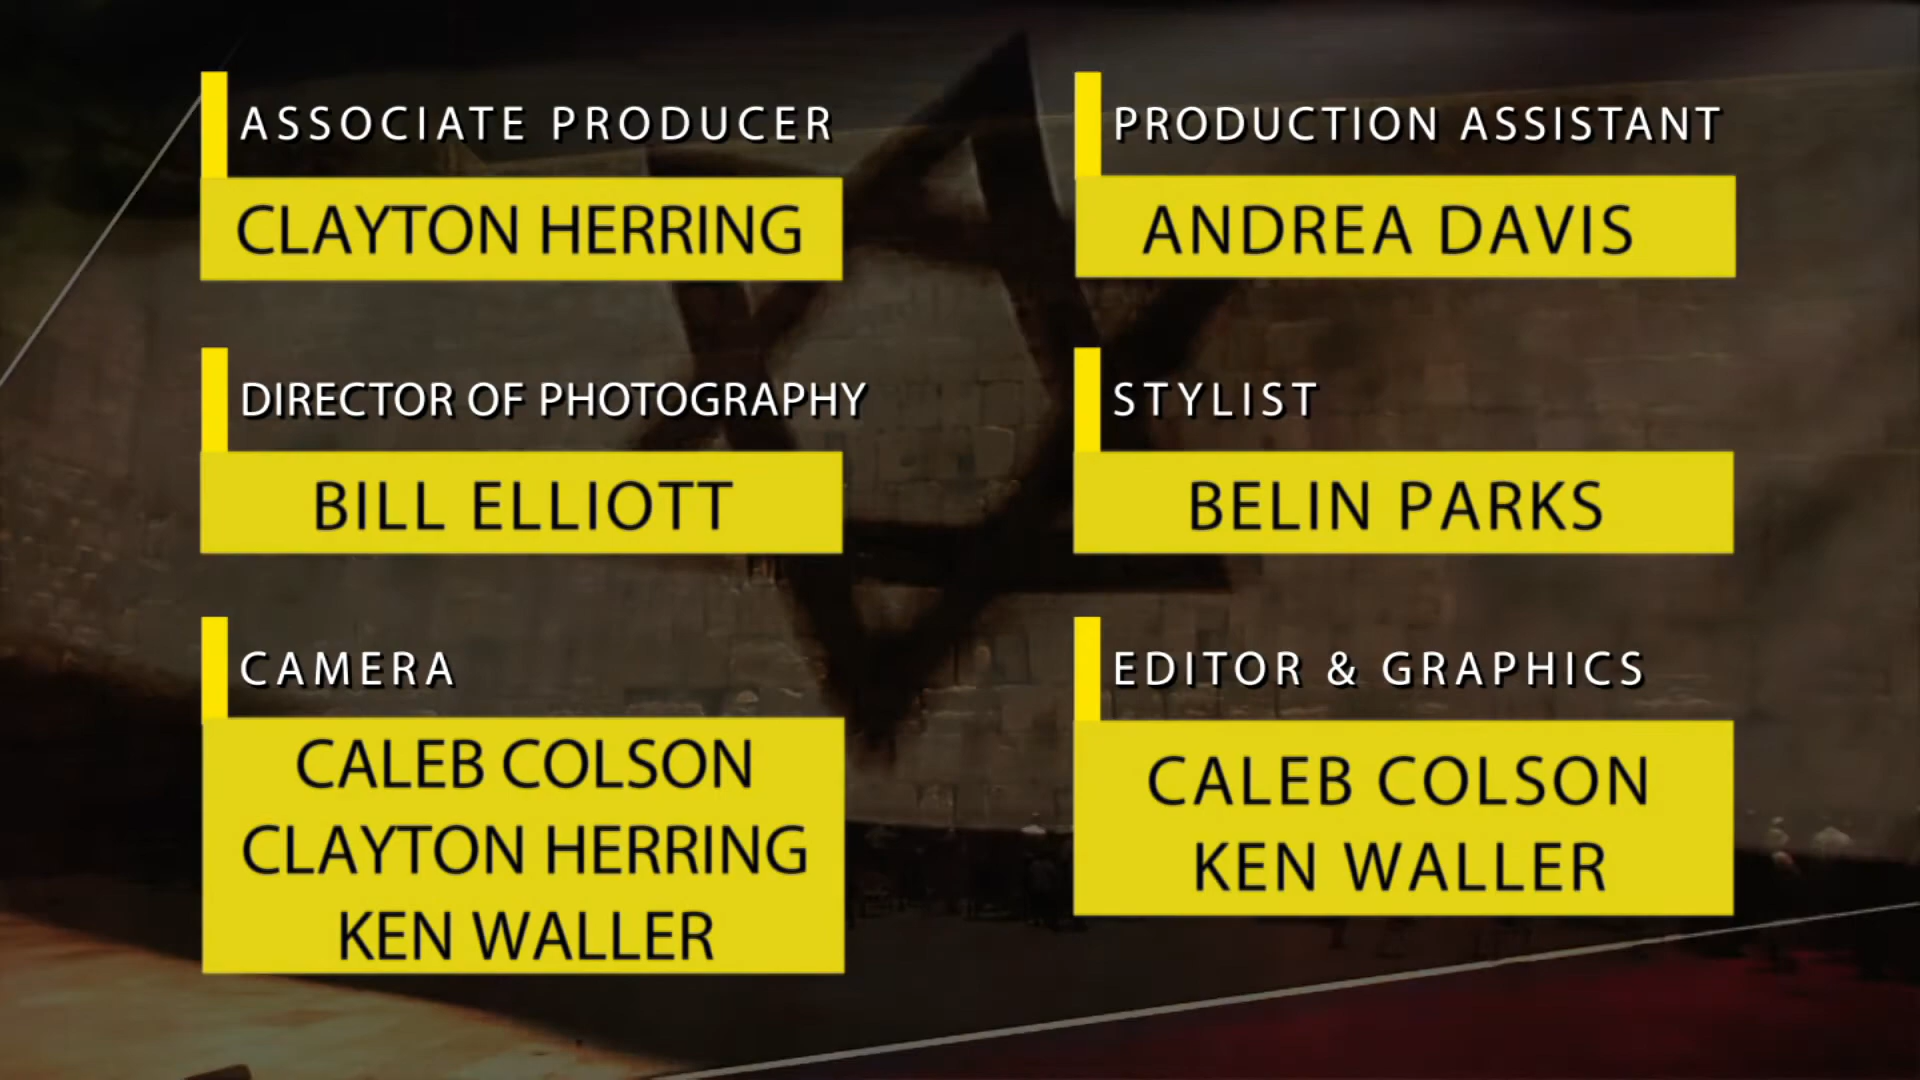 ASSOCIATE PRODUCER
CLAYTON HERRING
DIRECTOR OF PHOTOGRAPHY
BILL ELLIOTT
CAMERA
CALEB COLSON
CLAYTON HERRING
KEN WALLER
PRODUCTION ASSISTANT
ANDREA DAVIS
STYLIST
BELIN PARKS
EDITOR & GRAPHICS
CALEB COLSON
KEN WALLER